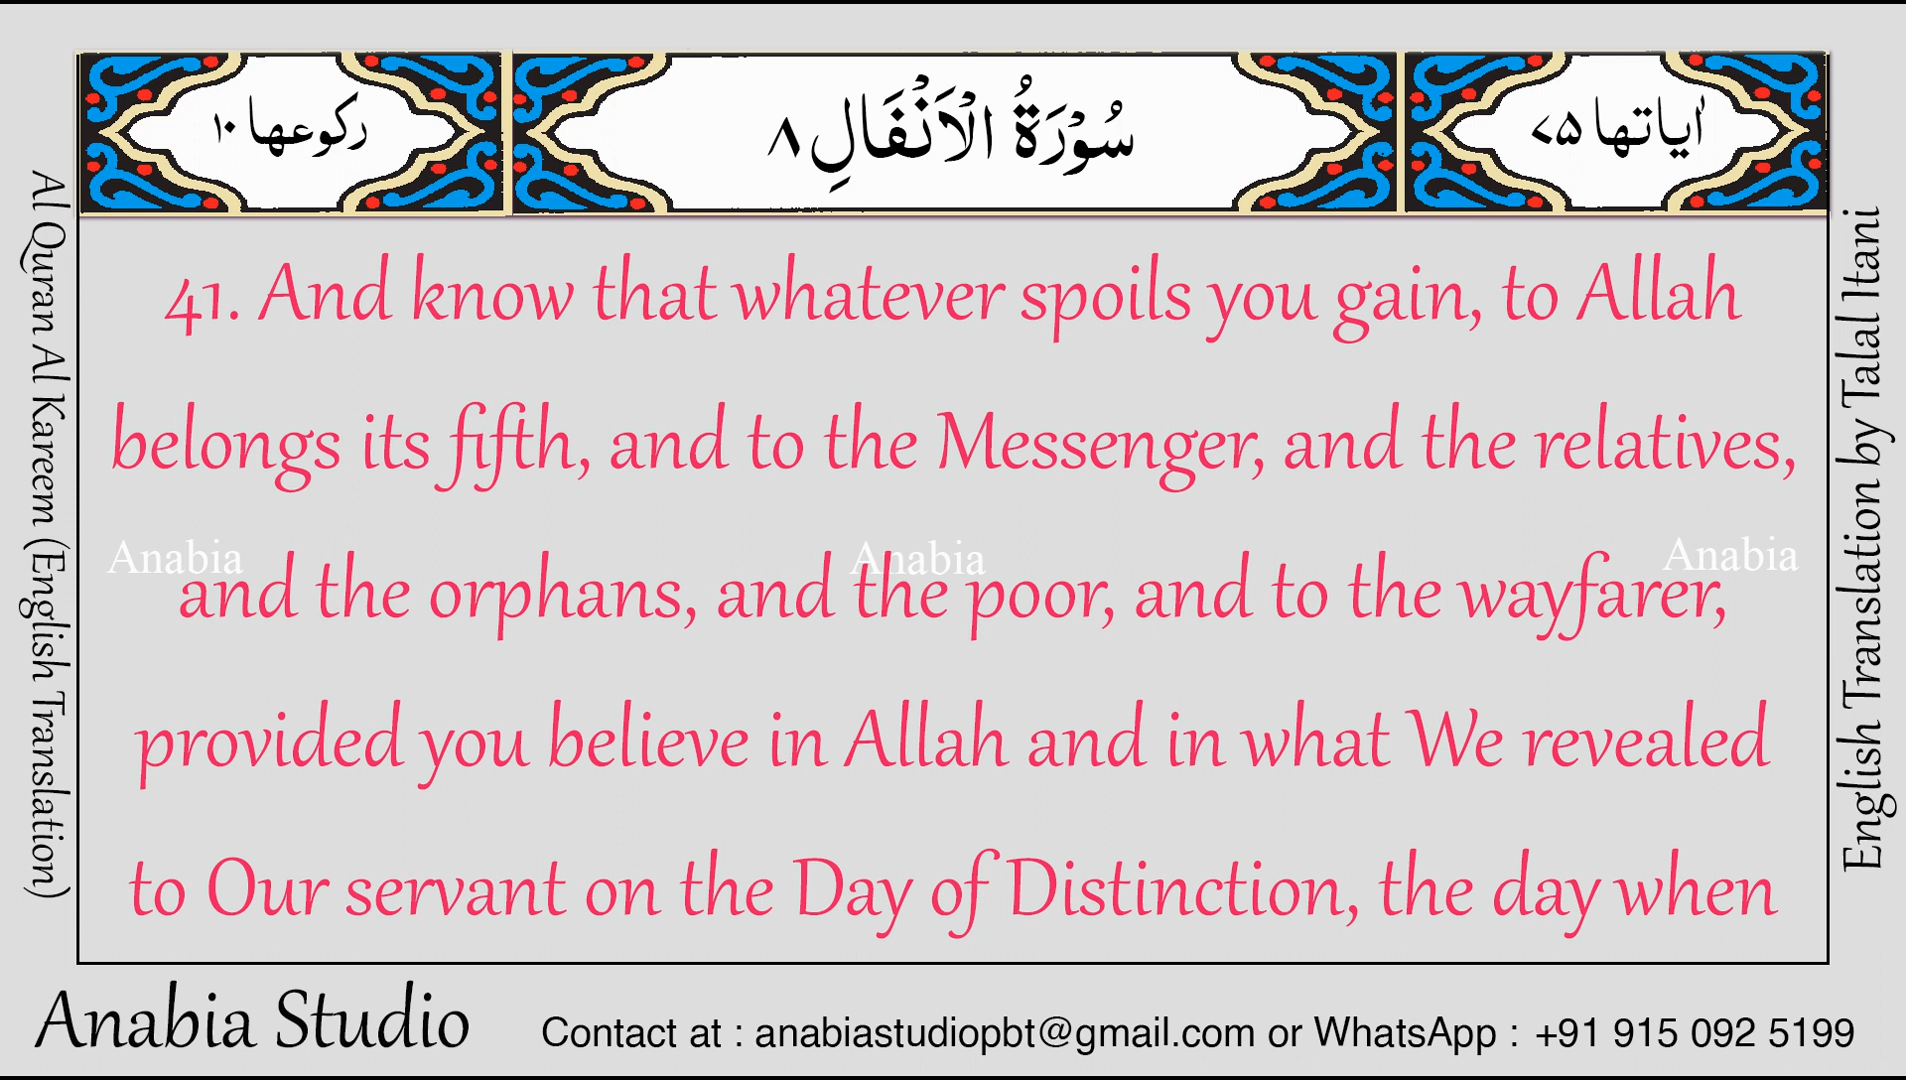 اٰیاتها ۷۵
سُوْرَةُ الْاَنْفَالِ ۸
رکوعها ۱۰
Al Quran Al Kareem (English Translation)
English Translation by Talal Itani
41. And know that whatever spoils you gain, to Allah
belongs its fifth, and to the Messenger, and the relatives,
Anabia Anabia Anabia
and the orphans, and the poor, and to the wayfarer,
provided you believe in Allah and in what We revealed
to Our servant on the Day of Distinction, the day when
Anabia Studio
Contact at : anabiastudiopbt@gmail.com or WhatsApp : +91 915 092 5199